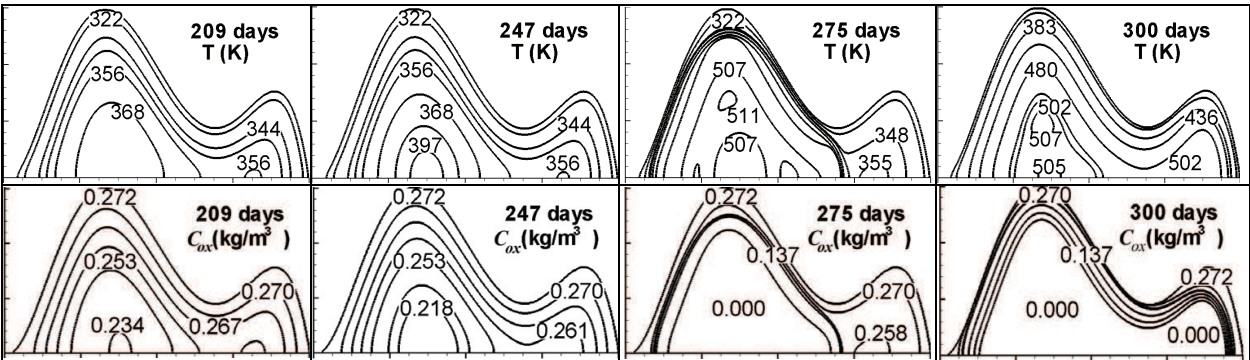 322
209 days
T (K)
356
368
344
356
322
247 days
T (K)
356
368
397
344
356
322
275 days
T (K)
507
511
507
348
355
383
300 days
T (K)
480
502
507
505
436
502
0.272
209 days
Cox(kg/m³ )
0.253
0.270
0.234
0.267
0.272
247 days
Cox(kg/m³ )
0.253
0.270
0.218
0.261
0.272
275 days
Cox(kg/m³ )
0.137
0.270
0.000
0.258
0.270
300 days
Cox(kg/m³ )
0.137
0.272
0.000
0.000